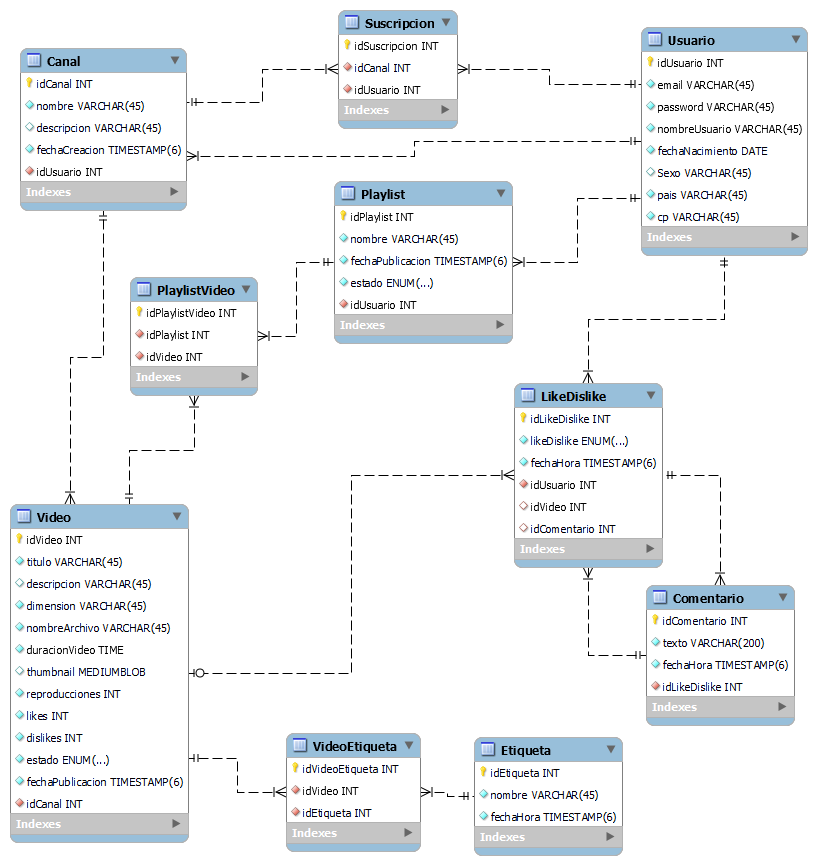 Canal
idCanal INT
nombre VARCHAR(45)
descripcion VARCHAR(45)
fechaCreacion TIMESTAMP(6)
idUsuario INT
Indexes
Suscripcion
idSuscripcion INT
idCanal INT
idUsuario INT
Indexes
Usuario
idUsuario INT
email VARCHAR(45)
password VARCHAR(45)
nombreUsuario VARCHAR(45)
fechaNacimiento DATE
Sexo VARCHAR(45)
pais VARCHAR(45)
cp VARCHAR(45)
Indexes
Playlist
idPlaylist INT
nombre VARCHAR(45)
fechaPublicacion TIMESTAMP(6)
estado ENUM(...)
idUsuario INT
Indexes
PlaylistVideo
idPlaylistVideo INT
idPlaylist INT
idVideo INT
Indexes
LikeDislike
idLikeDislike INT
likeDislike ENUM(...)
fechaHora TIMESTAMP(6)
idUsuario INT
idVideo INT
idComentario INT
Indexes
Video
idVideo INT
titulo VARCHAR(45)
descripcion VARCHAR(45)
dimension VARCHAR(45)
nombreArchivo VARCHAR(45)
duracionVideo TIME
thumbnail MEDIUMBLOB
reproducciones INT
likes INT
dislikes INT
estado ENUM(...)
fechaPublicacion TIMESTAMP(6)
idCanal INT
Indexes
Comentario
idComentario INT
texto VARCHAR(200)
fechaHora TIMESTAMP(6)
idLikeDislike INT
Indexes
VideoEtiqueta
idVideoEtiqueta INT
idVideo INT
idEtiqueta INT
Indexes
Etiqueta
idEtiqueta INT
nombre VARCHAR(45)
fechaHora TIMESTAMP(6)
Indexes